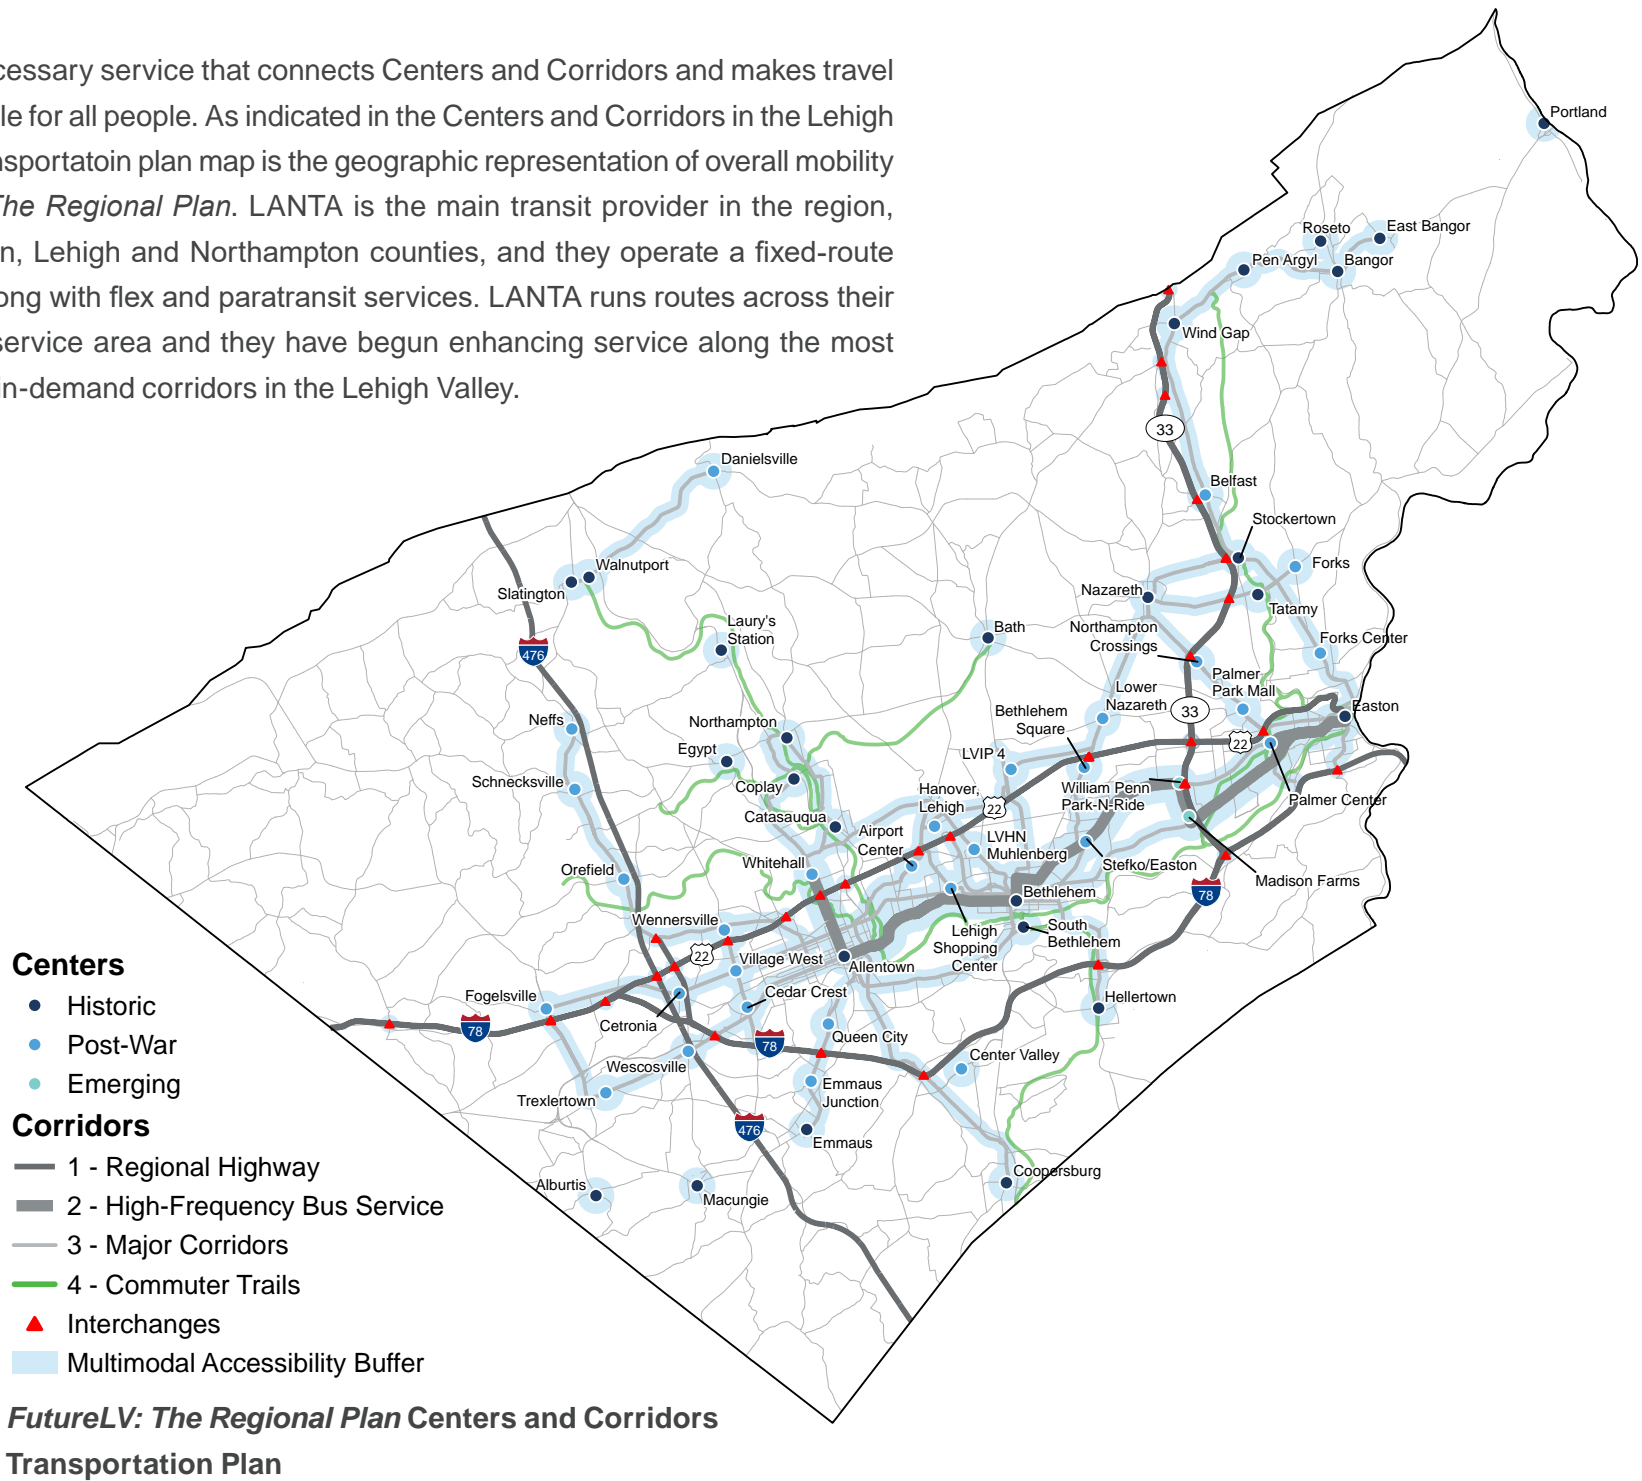 cessary service that connects Centers and Corridors and makes travel
le for all people. As indicated in the Centers and Corridors in the Lehigh
nsportatoin plan map is the geographic representation of overall mobility
The Regional Plan. LANTA is the main transit provider in the region,
n, Lehigh and Northampton counties, and they operate a fixed-route
ong with flex and paratransit services. LANTA runs routes across their
service area and they have begun enhancing service along the most
in-demand corridors in the Lehigh Valley.
Portland
Roseto
East Bangor
Pen Argyl
Bangor
Wind Gap
33
Danielsville
Belfast
Stockertown
Walnutport
Slatington
Forks
Nazareth
Tatamy
Laury's
Station
Bath
Northampton
Crossings
Forks Center
476
Palmer
Park Mall
Lower
Nazareth
Neffs
Northampton
Bethlehem
Square
33
Easton
22
Egypt
LVIP 4
Schnecksville
Coplay
Hanover,
Lehigh
22
William Penn
Park-N-Ride
Palmer Center
Catasauqua
Airport
Center
LVHN
Muhlenberg
Whitehall
Stefko/Easton
Orefield
Madison Farms
78
Bethlehem
Wennersville
Lehigh
Shopping
Center
South
Bethlehem
22
Village West
Allentown
Fogelsville
Cedar Crest
Hellertown
Cetronia
78
Queen City
78
Wescosville
Center Valley
Trexlertown
Emmaus
Junction
476
Emmaus
Alburtis
Macungie
Coopersburg
Centers
Historic
Post-War
Emerging
Corridors
1 - Regional Highway
2 - High-Frequency Bus Service
3 - Major Corridors
4 - Commuter Trails
Interchanges
Multimodal Accessibility Buffer
FutureLV: The Regional Plan Centers and Corridors
Transportation Plan